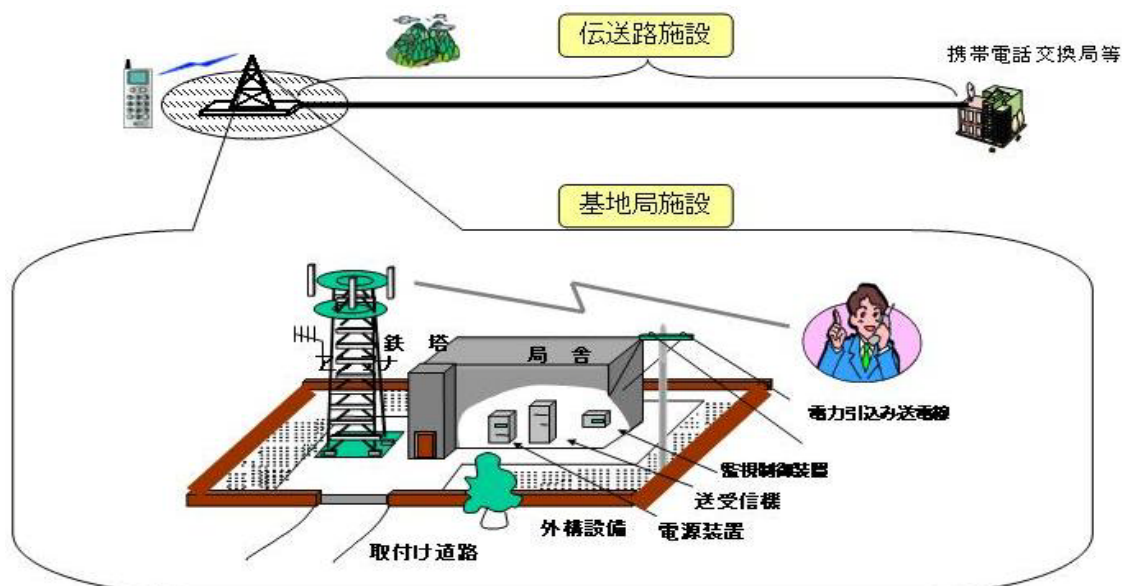 伝送路施設
携帯電話交換局等
基地局施設
鉄塔
アンテナ
局舎
電力引込み送電線
監視制御装置
送受信機
電源装置
外構設備
取付け道路